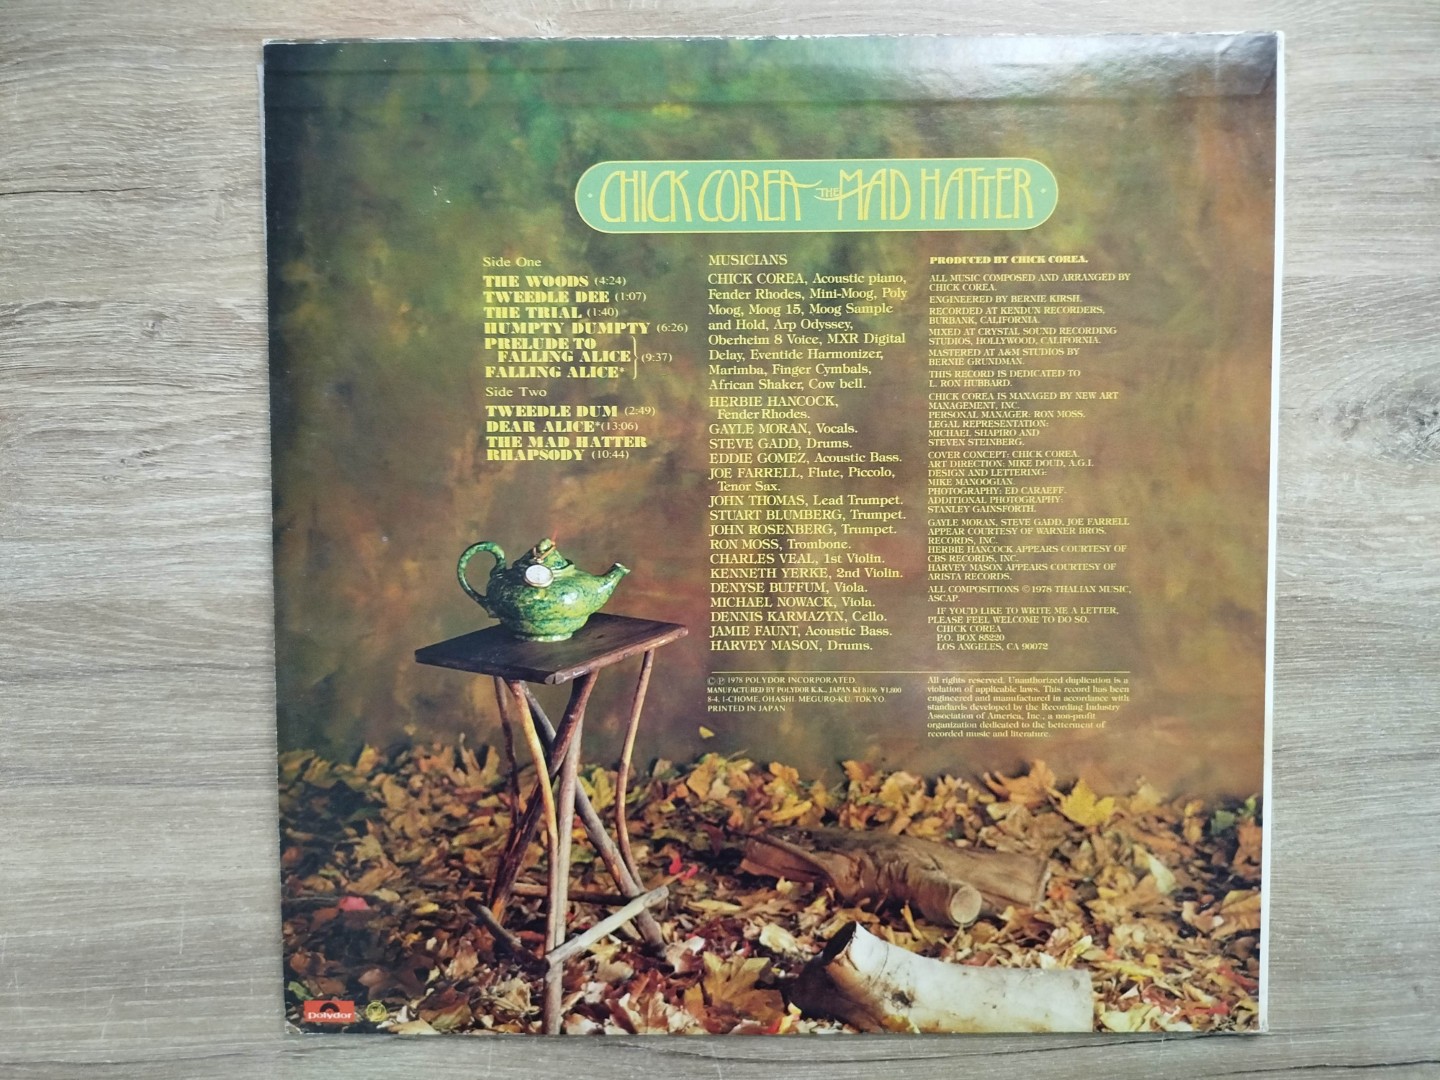 CHICK COREA THE MAD HATTER
Side One
THE WOODS (4:24)
TWEEDLE DEE (1:07)
THE TRIAL (1:40)
HUMPTY DUMPTY (6:26)
PRELUDE TO
FALLING ALICE (9:37)
FALLING ALICE*
Side Two
TWEEDLE DUM (2:49)
DEAR ALICE*(13:06)
THE MAD HATTER
RHAPSODY (10:44)
MUSICIANS
CHICK COREA, Acoustic piano,
Fender Rhodes, Mini-Moog, Poly
Moog, Moog 15, Moog Sample
and Hold, Arp Odyssey,
Oberheim 8 Voice, MXR Digital
Delay, Eventide Harmonizer,
Marimba, Finger Cymbals,
African Shaker, Cow bell.
HERBIE HANCOCK,
Fender Rhodes.
GAYLE MORAN, Vocals.
STEVE GADD, Drums.
EDDIE GOMEZ, Acoustic Bass.
JOE FARRELL, Flute, Piccolo,
Tenor Sax.
JOHN THOMAS, Lead Trumpet.
STUART BLUMBERG, Trumpet.
JOHN ROSENBERG, Trumpet.
RON MOSS, Trombone.
CHARLES VEAL, 1st Violin.
KENNETH YERKE, 2nd Violin.
DENYSE BUFFUM, Viola.
MICHAEL NOWACK, Viola.
DENNIS KARMAZYN, Cello.
JAMIE FAUNT, Acoustic Bass.
HARVEY MASON, Drums.
PRODUCED BY CHICK COREA.
ALL MUSIC COMPOSED AND ARRANGED BY
CHICK COREA.
ENGINEERED BY BERNIE KIRSH.
RECORDED AT KENDUN RECORDERS,
BURBANK, CALIFORNIA.
MIXED AT CRYSTAL SOUND RECORDING
STUDIOS, HOLLYWOOD, CALIFORNIA.
MASTERED AT A&M STUDIOS BY
BERNIE GRUNDMAN.
THIS RECORD IS DEDICATED TO
L. RON HUBBARD.
CHICK COREA IS MANAGED BY NEW ART
MANAGEMENT, INC.
PERSONAL MANAGER: RON MOSS.
LEGAL REPRESENTATION:
MICHAEL SHAPIRO AND
STEVEN STEINBERG.
COVER CONCEPT: CHICK COREA.
ART DIRECTION: MIKE DOUD, A.G.I.
DESIGN AND LETTERING:
MIKE MANOOGIAN.
PHOTOGRAPHY: ED CARAEFF.
ADDITIONAL PHOTOGRAPHY:
STANLEY GAINSFORTH.
GAYLE MORAN, STEVE GADD, JOE FARRELL
APPEAR COURTESY OF WARNER BROS.
RECORDS, INC.
HERBIE HANCOCK APPEARS COURTESY OF
CBS RECORDS, INC.
HARVEY MASON APPEARS COURTESY OF
ARISTA RECORDS.
ALL COMPOSITIONS ©1978 THALIAN MUSIC,
ASCAP.
IF YOU'D LIKE TO WRITE ME A LETTER,
PLEASE FEEL WELCOME TO DO SO.
CHICK COREA
P.O. BOX 85220
LOS ANGELES, CA 90072
© ℗ 1978 POLYDOR INCORPORATED.
MANUFACTURED BY POLYDOR K.K., JAPAN KI 8106 ¥1,800
8-4, 1-CHOME, OHASHI, MEGURO-KU, TOKYO.
PRINTED IN JAPAN
All rights reserved. Unauthorized duplication is a
violation of applicable laws. This record has been
engineered and manufactured in accordance with
standards developed by the Recording Industry
Association of America, Inc., a non-profit
organization dedicated to the betterment of
recorded music and literature.
polydor